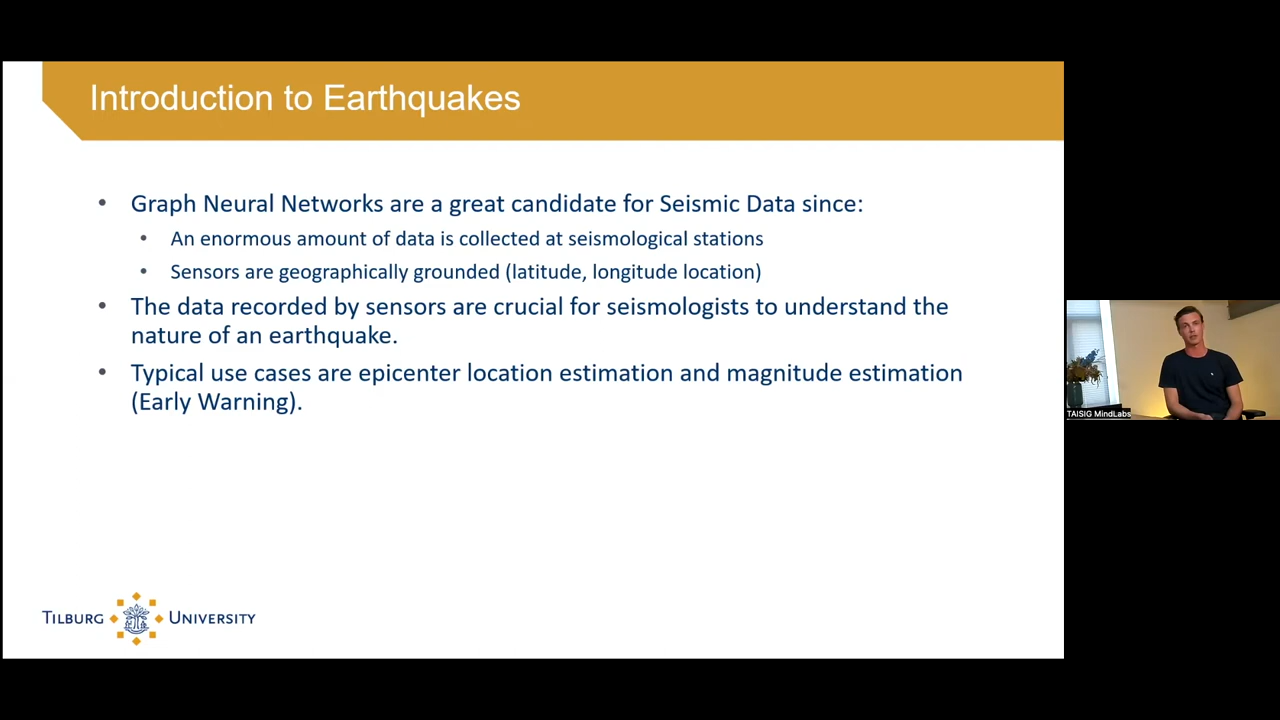 Introduction to Earthquakes
• Graph Neural Networks are a great candidate for Seismic Data since:
• An enormous amount of data is collected at seismological stations
• Sensors are geographically grounded (latitude, longitude location)
• The data recorded by sensors are crucial for seismologists to understand the
nature of an earthquake.
• Typical use cases are epicenter location estimation and magnitude estimation
(Early Warning).
TAISIG MindLabs
TILBURG UNIVERSITY